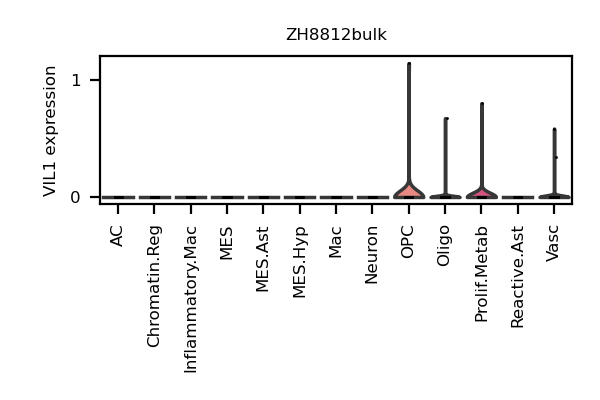 ZH8812bulk
VIL1 expression
1
0
AC
Chromatin.Reg
Inflammatory.Mac
MES
MES.Ast
MES.Hyp
Mac
Neuron
OPC
Oligo
Prolif.Metab
Reactive.Ast
Vasc